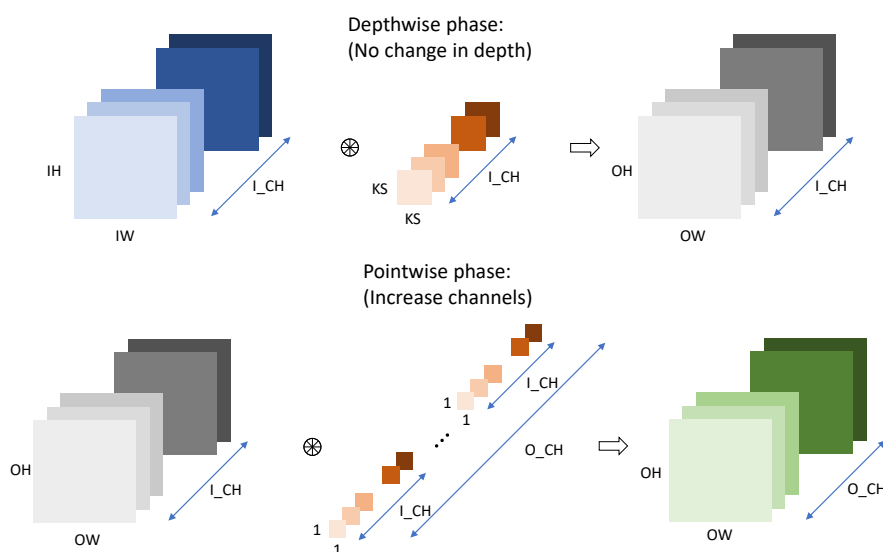 Depthwise phase:
(No change in depth)
IH
I_CH
IW
KS
I_CH
KS
OH
I_CH
OW
Pointwise phase:
(Increase channels)
OH
I_CH
OW
1
I_CH
1
...
O_CH
1
I_CH
1
OH
O_CH
OW